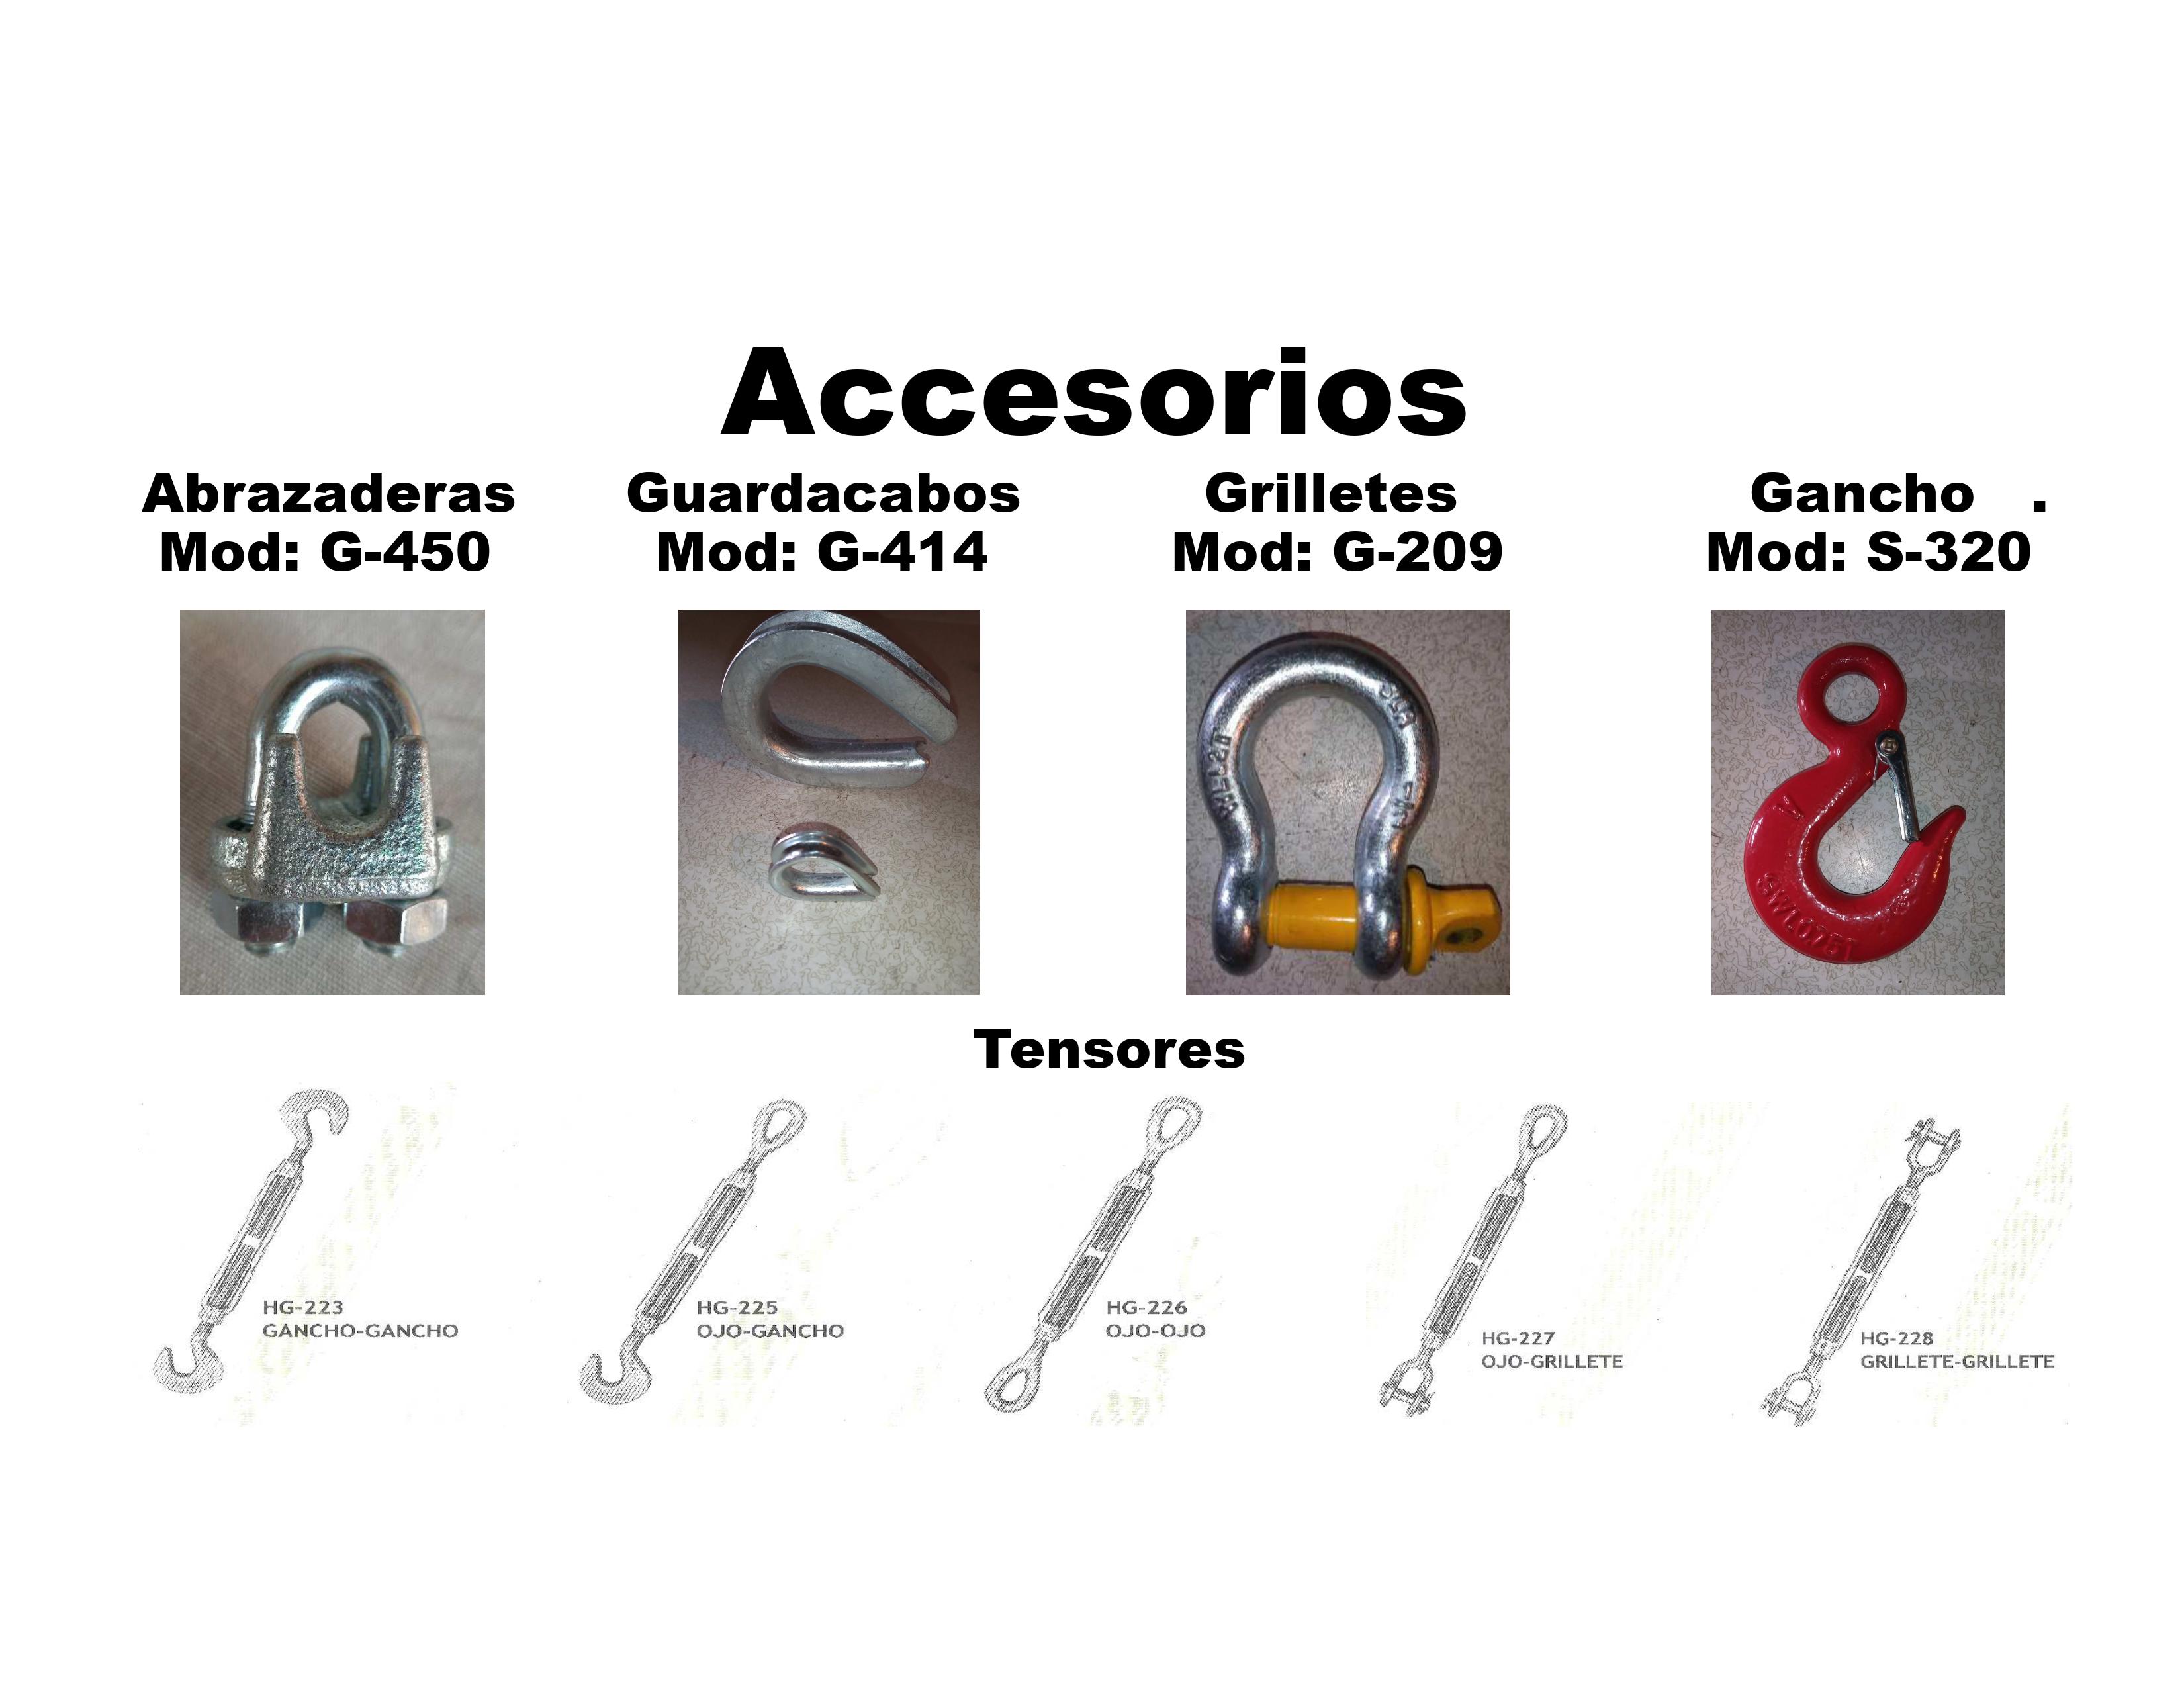 Accesorios
Abrazaderas
Mod: G-450
Guardacabos
Mod: G-414
Grilletes
Mod: G-209
Gancho .
Mod: S-320
Tensores
HG-223
GANCHO-GANCHO
HG-225
OJO-GANCHO
HG-226
OJO-OJO
HG-227
OJO-GRILLETE
HG-228
GRILLETE-GRILLETE